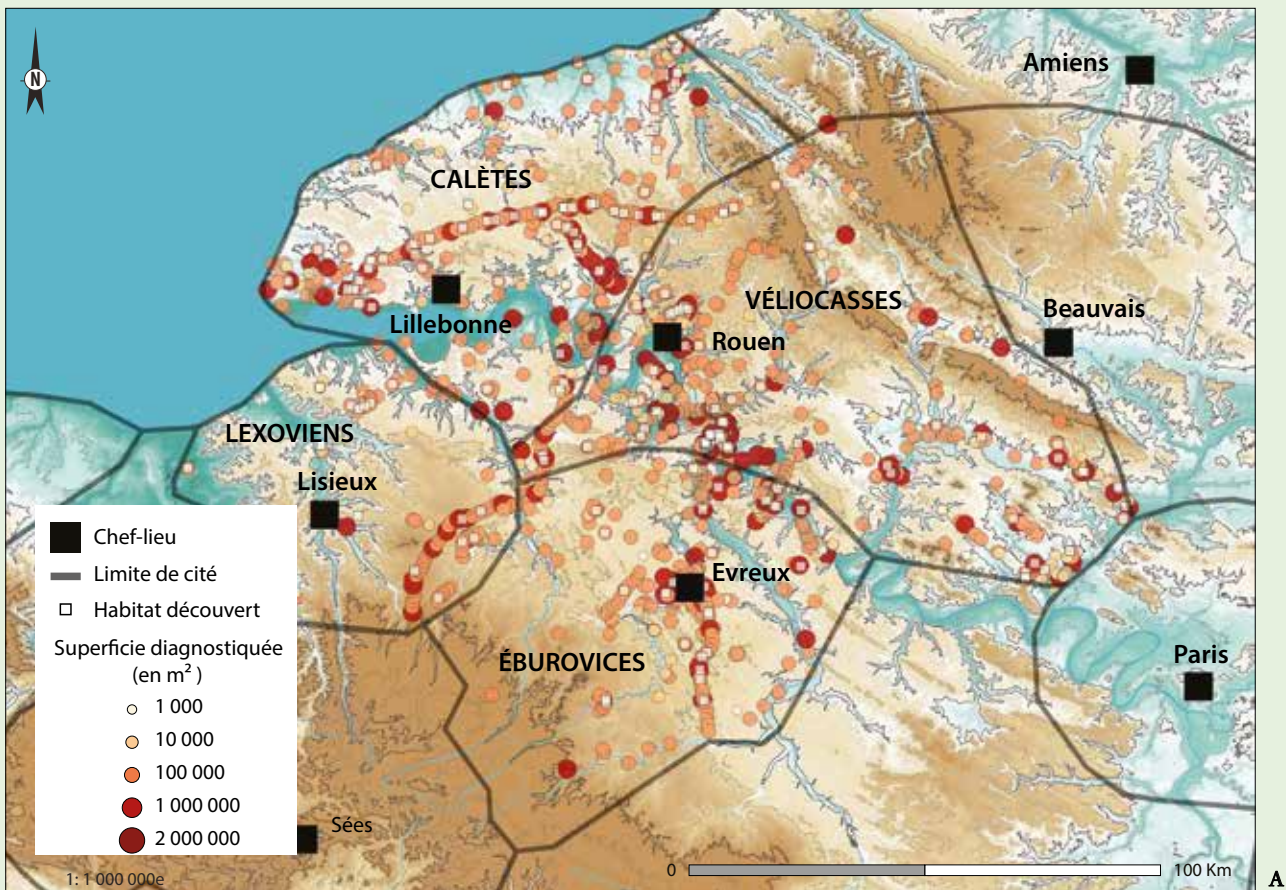 N
Amiens
CALÈTES
VÉLIOCASSES
Beauvais
Lillebonne
Rouen
LEXOVIENS
Lisieux
Evreux
ÉBUROVICES
Paris
Chef-lieu
Limite de cité
Habitat découvert
Superficie diagnostiquée
(en m² )
1 000
10 000
100 000
1 000 000
2 000 000
Sées
1: 1 000 000e
0
100 Km
A